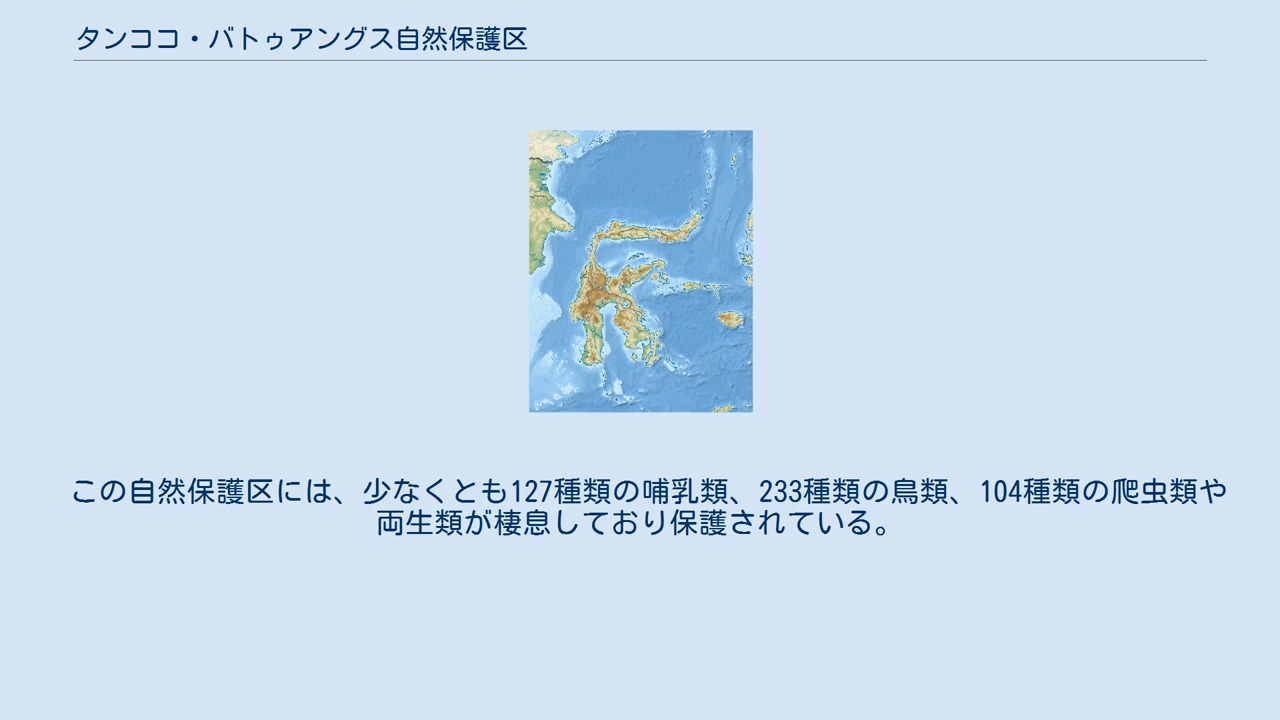 タンココ・バトゥアングス自然保護区
この自然保護区には、少なくとも127種類の哺乳類、233種類の鳥類、104種類の爬虫類や
両生類が棲息しており保護されている。